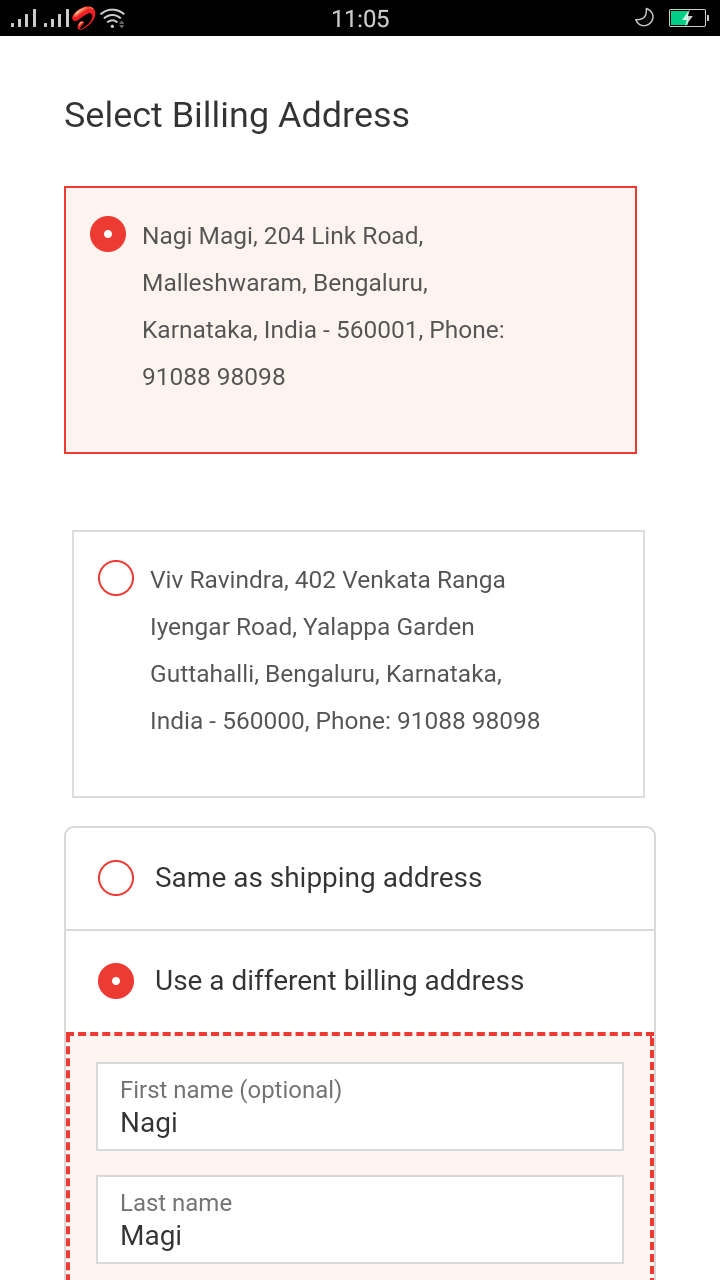 11:05
Select Billing Address
Nagi Magi, 204 Link Road,
Malleshwaram, Bengaluru,
Karnataka, India - 560001, Phone:
91088 98098
Viv Ravindra, 402 Venkata Ranga
Iyengar Road, Yalappa Garden
Guttahalli, Bengaluru, Karnataka,
India - 560000, Phone: 91088 98098
Same as shipping address
Use a different billing address
First name (optional)
Nagi
Last name
Magi